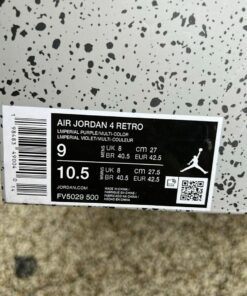 AIR JORDAN 4 RETRO
IMPERIAL PURPLE/MULTI-COLOR
IMPERIAL VIOLET/MULTI-COULEUR
9 MENS UK 8 CM 27
BR 40.5 EUR 42.5
10.5 UK 8 CM 27.5
BR 40.5 EUR 42.5
JORDAN.COM
FV5029 500